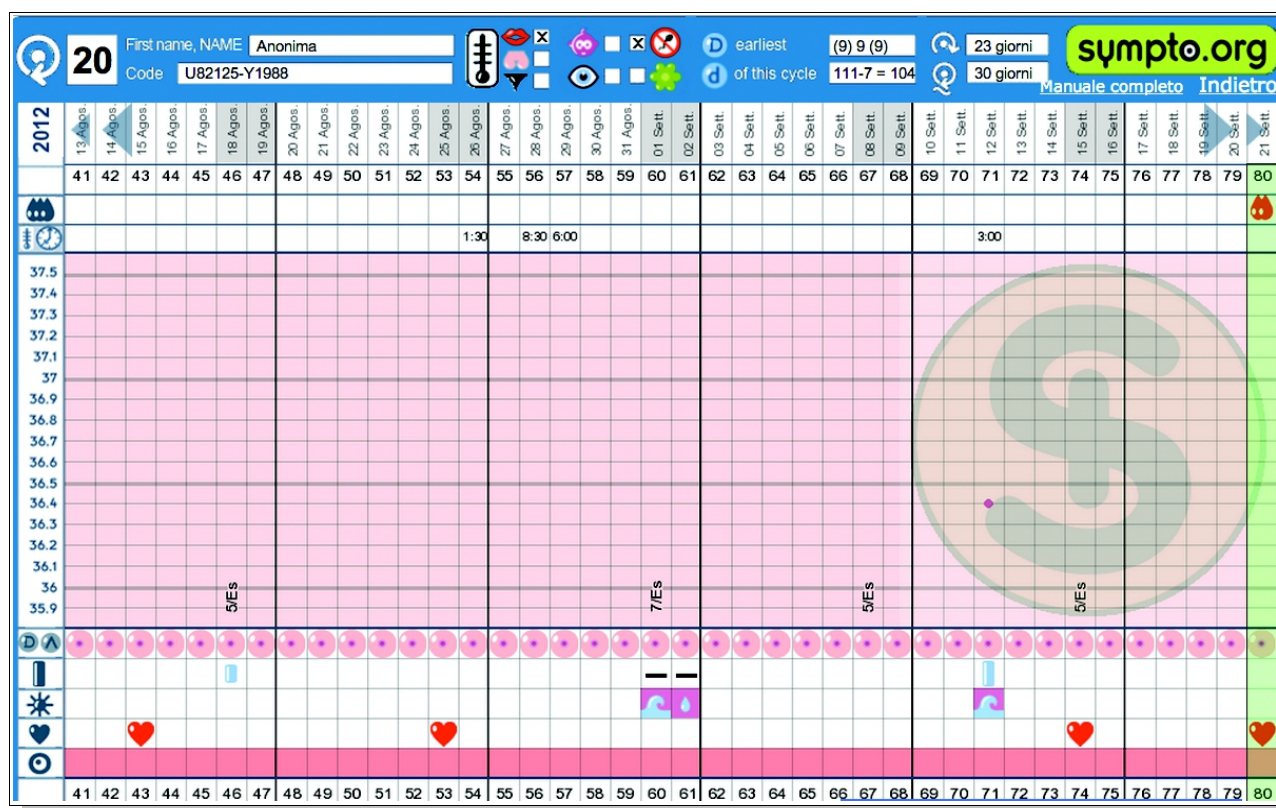 20 First name, NAME Anonima X X D earliest (9) 9 (9) 23 giorni sympto.org
Code U82125-Y1988 d of this cycle 111-7 = 104 30 giorni Manuale completo Indietro
2012 13 Agos. 14 Agos. 15 Agos. 16 Agos. 17 Agos. 18 Agos. 19 Agos. 20 Agos. 21 Agos. 22 Agos. 23 Agos. 24 Agos. 25 Agos. 26 Agos. 27 Agos. 28 Agos. 29 Agos. 30 Agos. 31 Agos. 01 Sett. 02 Sett. 03 Sett. 04 Sett. 05 Sett. 06 Sett. 07 Sett. 08 Sett. 09 Sett. 10 Sett. 11 Sett. 12 Sett. 13 Sett. 14 Sett. 15 Sett. 16 Sett. 17 Sett. 18 Sett. 19 Sett. 20 Sett. 21 Sett.
41 42 43 44 45 46 47 48 49 50 51 52 53 54 55 56 57 58 59 60 61 62 63 64 65 66 67 68 69 70 71 72 73 74 75 76 77 78 79 80
1:30 8:30 6:00 3:00
37.5
37.4
37.3
37.2
37.1
37
36.9
36.8
36.7
36.6
36.5
36.4
36.3
36.2
36.1
36
35.9
5/Es 7/Es 5/Es 5/Es
D
41 42 43 44 45 46 47 48 49 50 51 52 53 54 55 56 57 58 59 60 61 62 63 64 65 66 67 68 69 70 71 72 73 74 75 76 77 78 79 80